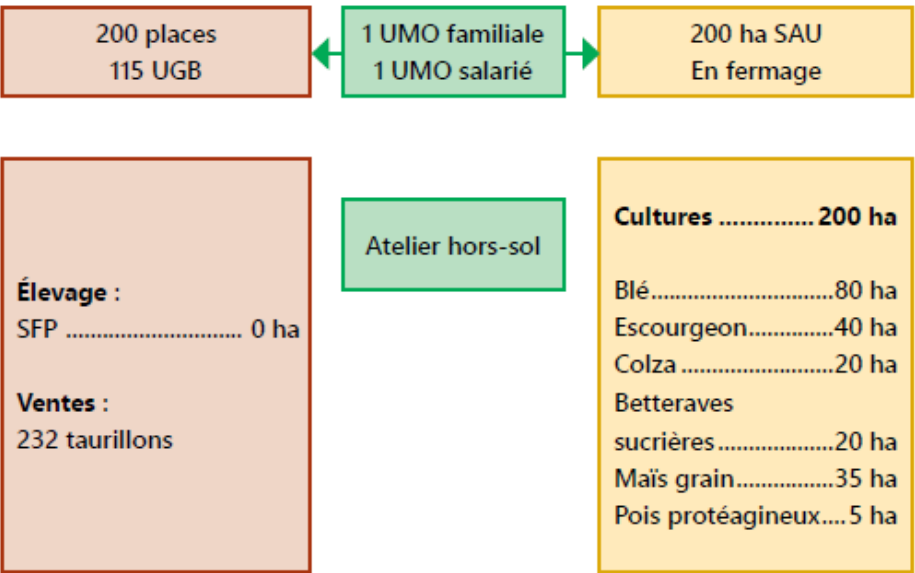 200 places
115 UGB
1 UMO familiale
1 UMO salarié
200 ha SAU
En fermage
Élevage :
SFP ............................. 0 ha
Ventes :
232 taurillons
Atelier hors-sol
Cultures .............. 200 ha
Blé..............................80 ha
Escourgeon..............40 ha
Colza .........................20 ha
Betteraves
sucrières...................20 ha
Maïs grain................35 ha
Pois protéagineux....5 ha